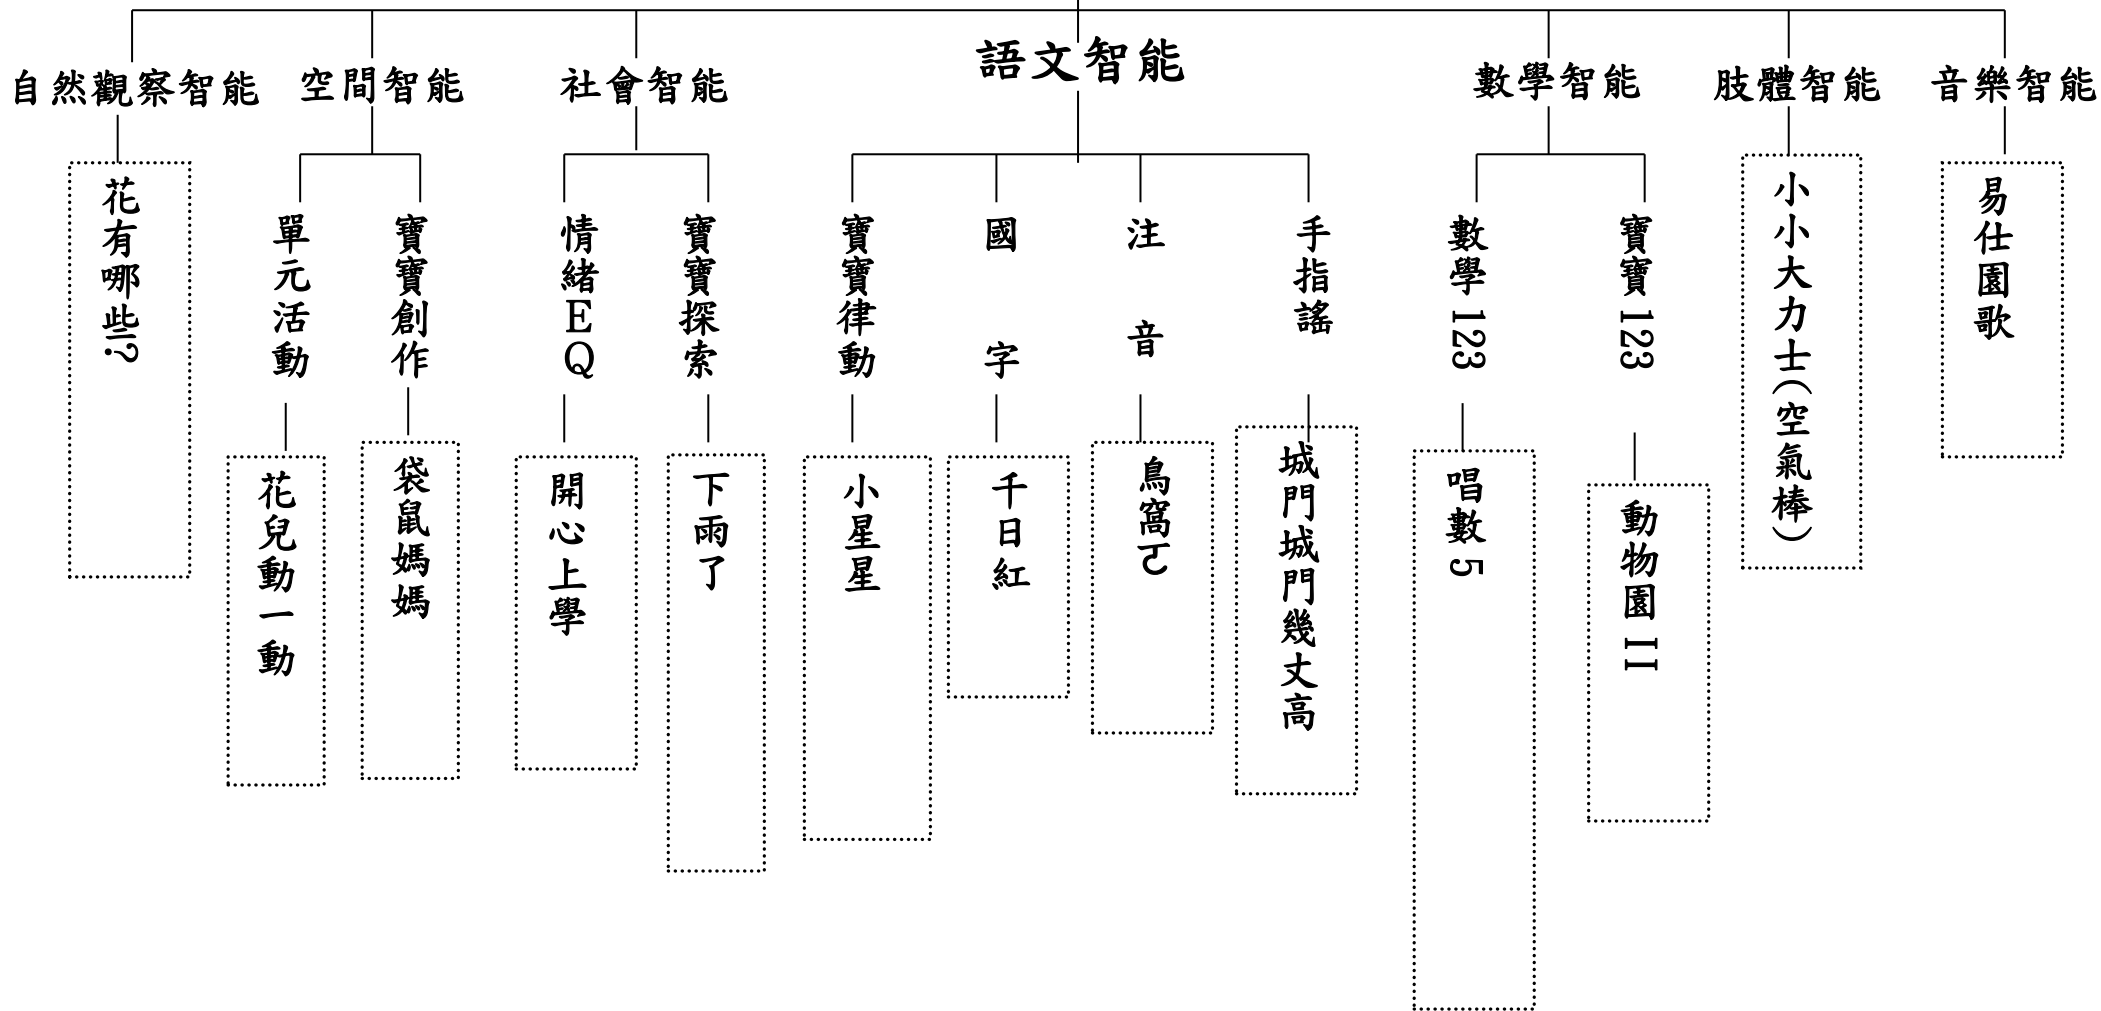 自然觀察智能
空間智能
社會智能
語文智能
數學智能
肢體智能
音樂智能
花有哪些?
單元活動
寶寶創作
情緒EQ
寶寶探索
寶寶律動
國字
注音
手指謠
數學123
寶寶123
小小大力士(空氣棒)
易仕園歌
花兒動一動
袋鼠媽媽
開心上學
下雨了
小星星
千日紅
鳥窩ㄛ
城門城門幾丈高
唱數5
動物園II